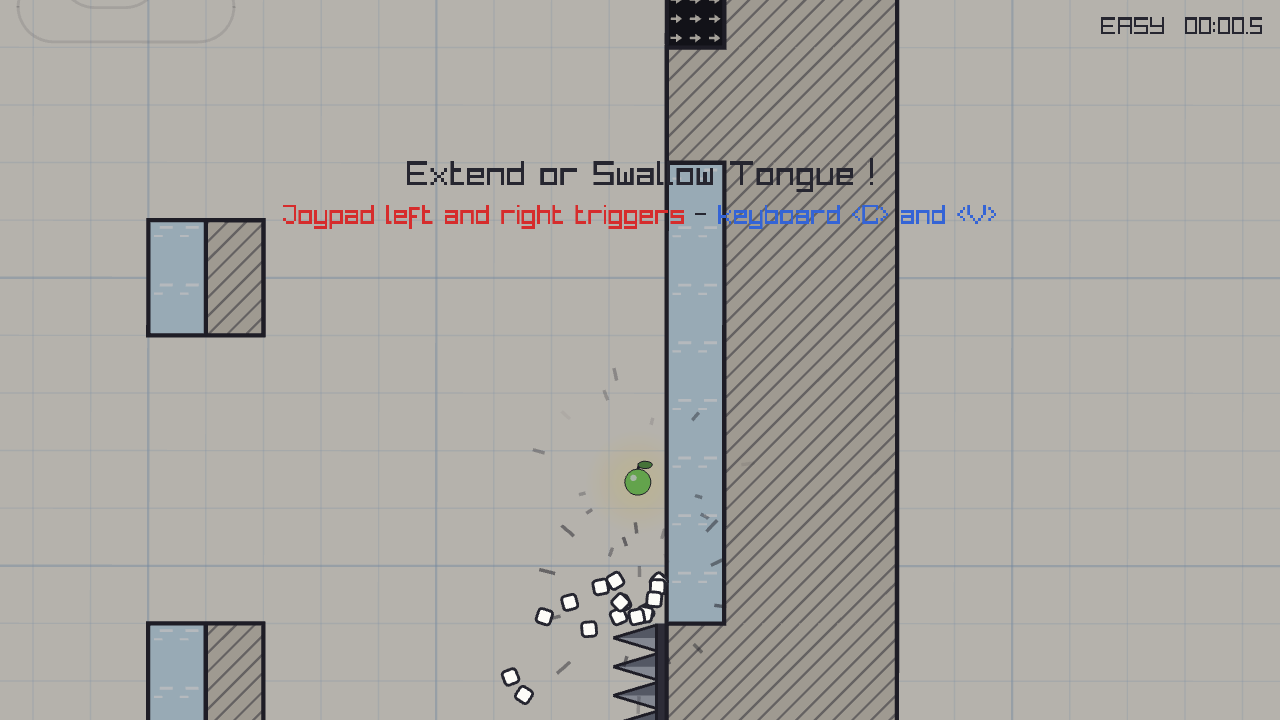 EASY 00:00.5
Extend or Swallow Tongue !
Joypad left and right triggers - keyboard <C> and <V>